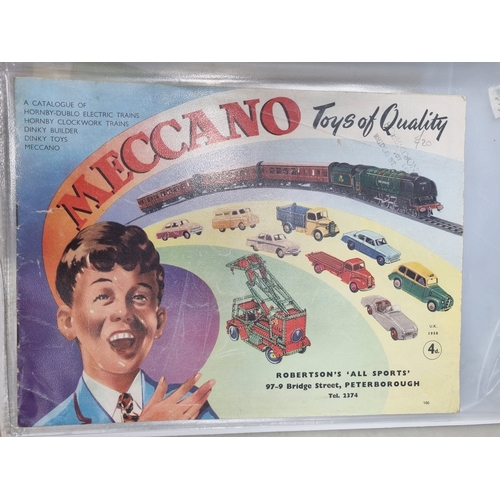 A CATALOGUE OF
HORNBY-DUBLO ELECTRIC TRAINS
HORNBY CLOCKWORK TRAINS
DINKY BUILDER
DINKY TOYS
MECCANO
MECCANO
Toys of Quality
U.K.
1958
4d.
ROBERTSON'S 'ALL SPORTS'
97-9 Bridge Street, PETERBOROUGH
Tel. 2374